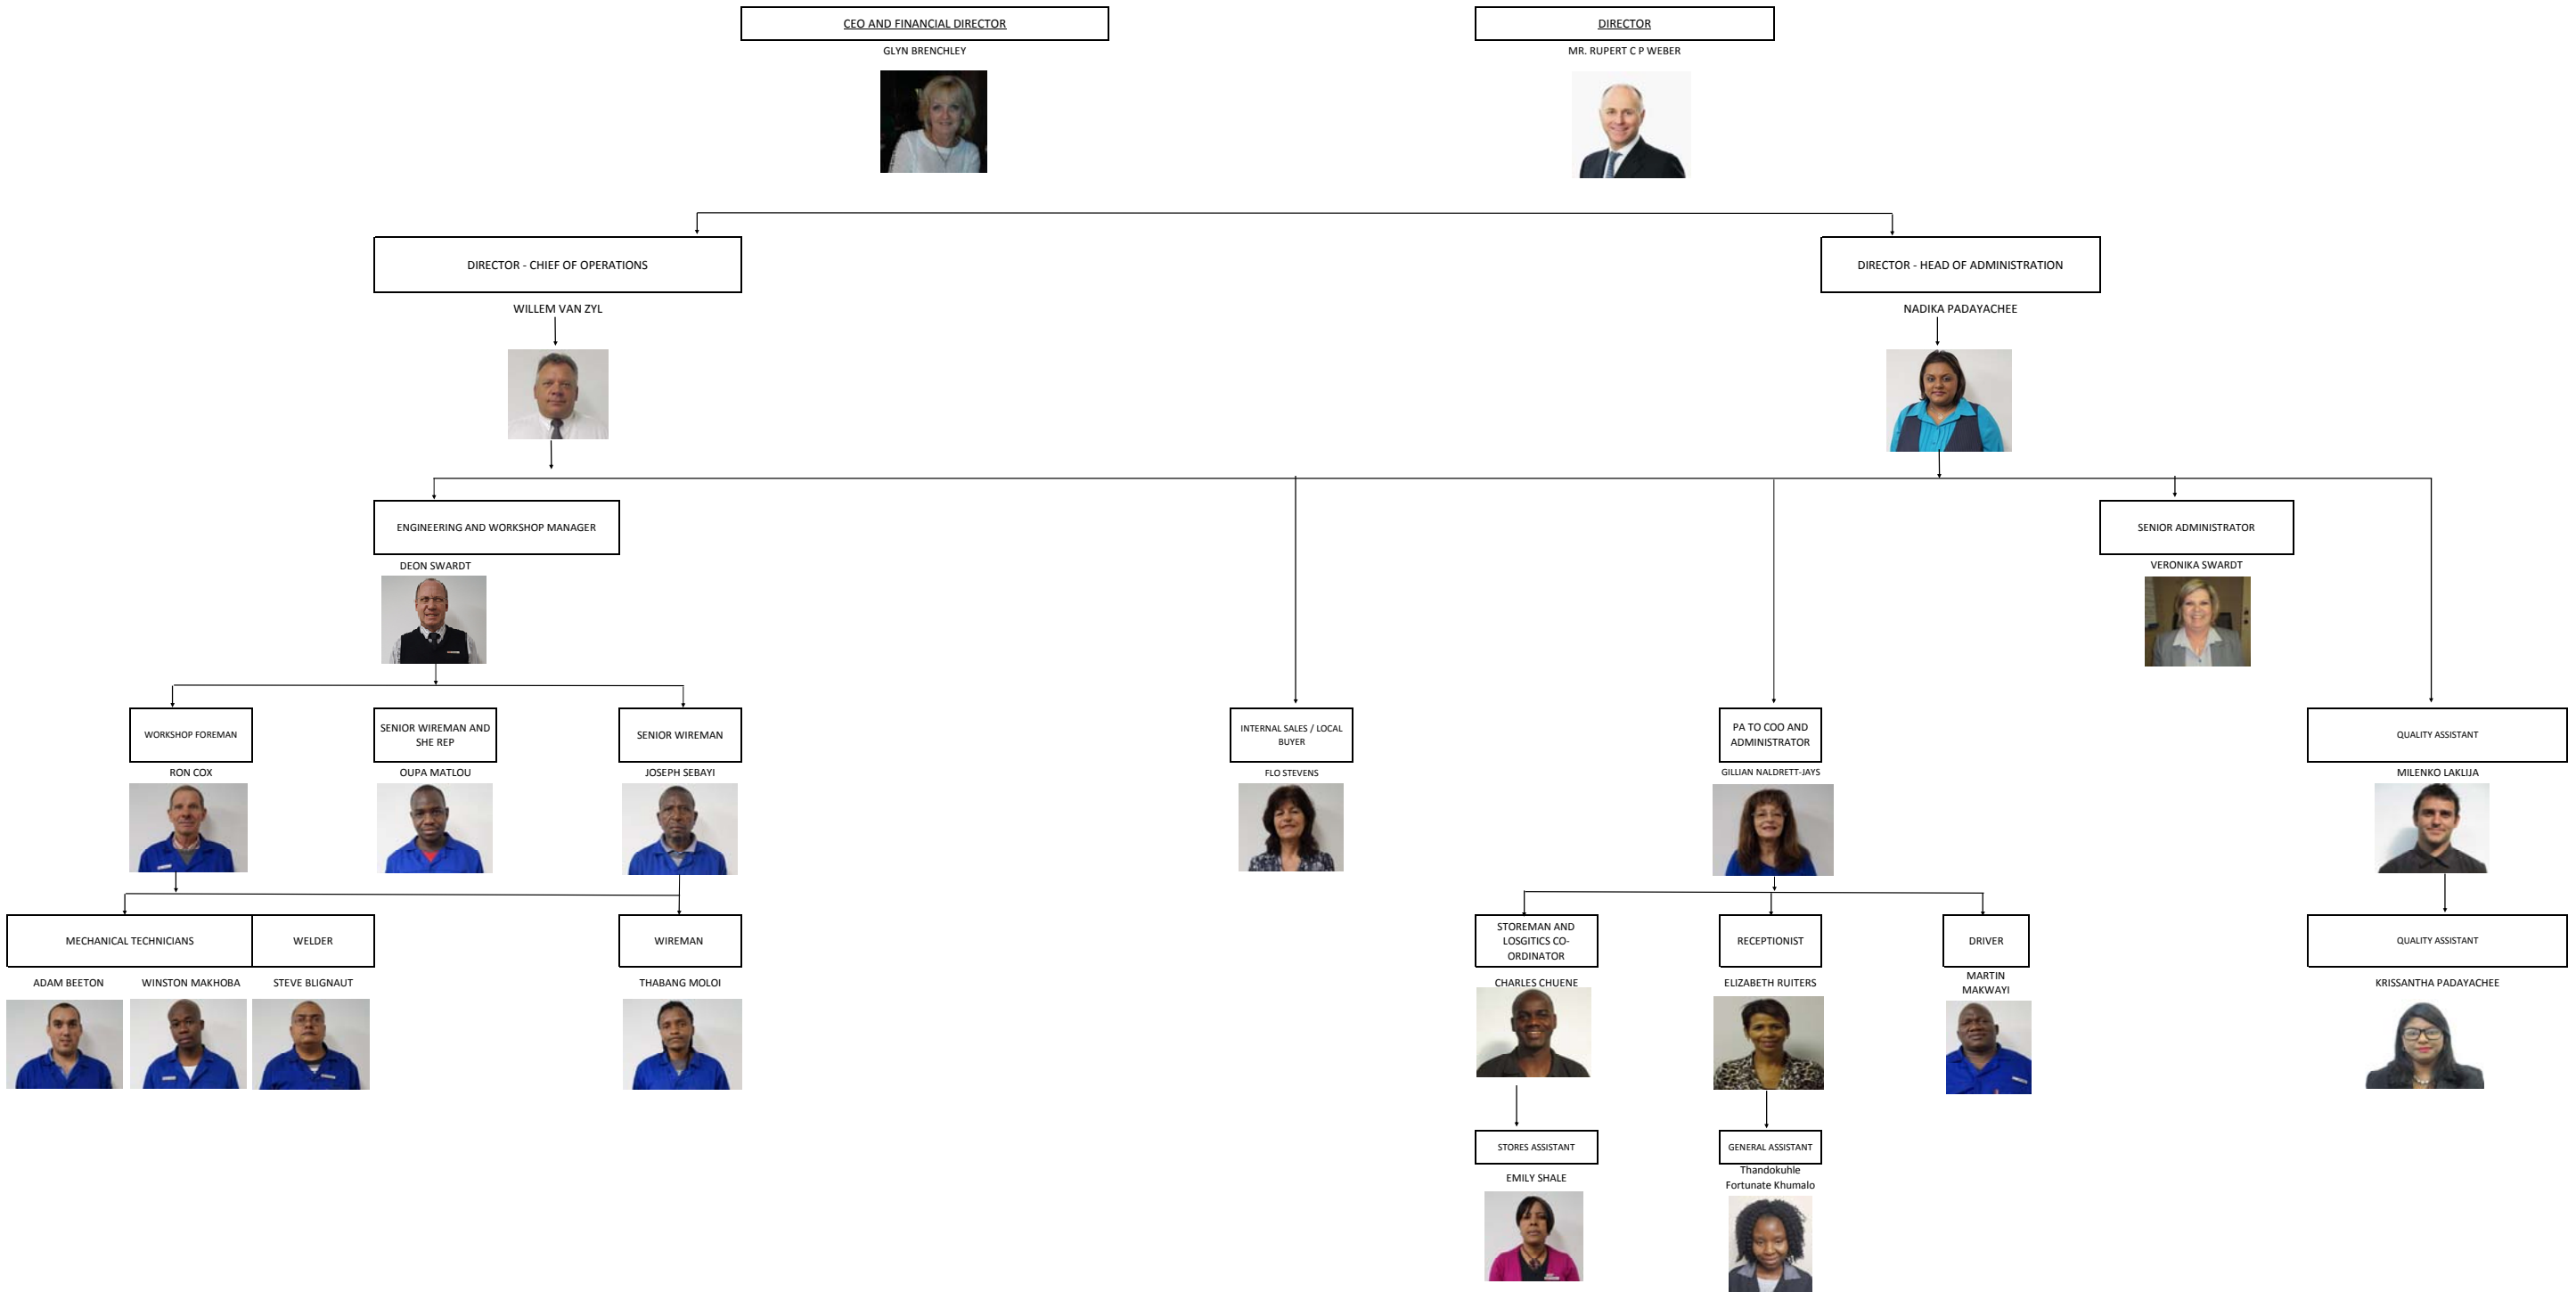 CEO AND FINANCIAL DIRECTOR
GLYN BRENCHLEY
DIRECTOR
MR. RUPERT C P WEBER
DIRECTOR - CHIEF OF OPERATIONS
WILLEM VAN ZYL
DIRECTOR - HEAD OF ADMINISTRATION
NADIKA PADAYACHEE
ENGINEERING AND WORKSHOP MANAGER
DEON SWARDT
SENIOR ADMINISTRATOR
VERONIKA SWARDT
WORKSHOP FOREMAN
RON COX
SENIOR WIREMAN AND
SHE REP
OUPA MATLOU
SENIOR WIREMAN
JOSEPH SEBAYI
INTERNAL SALES / LOCAL
BUYER
FLO STEVENS
PA TO COO AND
ADMINISTRATOR
GILLIAN NALDRETT-JAYS
QUALITY ASSISTANT
MILENKO LAKLIJA
MECHANICAL TECHNICIANS
ADAM BEETON
WINSTON MAKHOBA
WELDER
STEVE BLIGNAUT
WIREMAN
THABANG MOLOI
STOREMAN AND
LOSGITICS CO-
ORDINATOR
CHARLES CHUENE
RECEPTIONIST
ELIZABETH RUITERS
DRIVER
MARTIN
MAKWAYI
QUALITY ASSISTANT
KRISSANTHA PADAYACHEE
STORES ASSISTANT
EMILY SHALE
GENERAL ASSISTANT
Thandokuhle
Fortunate Khumalo